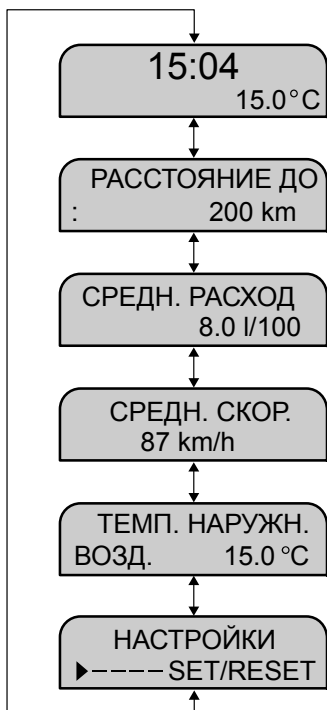 15:04
15.0°C
РАССТОЯНИЕ ДО
: 200 km
СРЕДН. РАСХОД
8.0 l/100
СРЕДН. СКОР.
87 km/h
ТЕМП. НАРУЖН.
ВОЗД. 15.0 °C
НАСТРОЙКИ
►---- SET/RESET